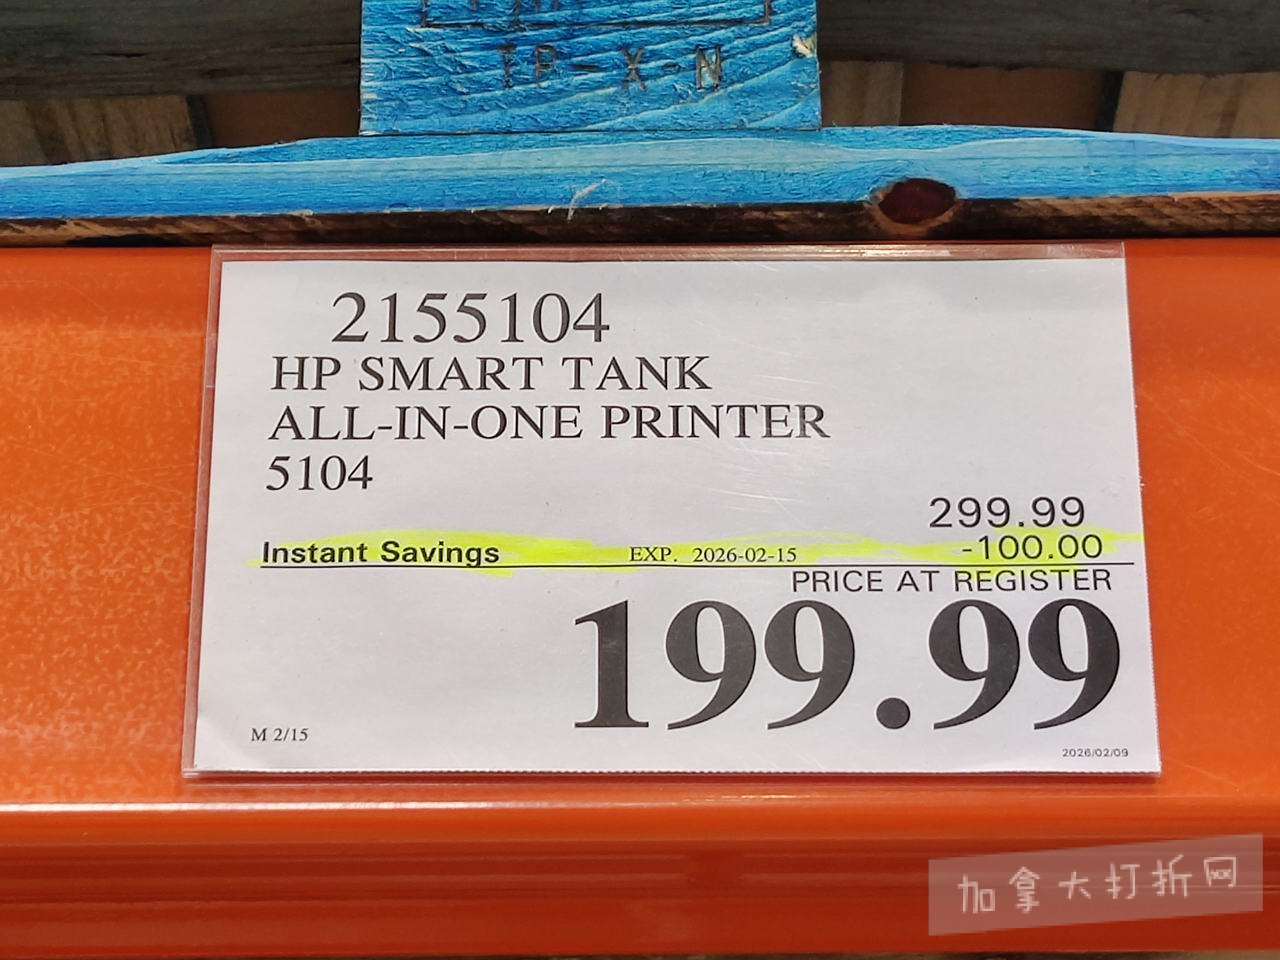 TP-X-N
2155104
HP SMART TANK
ALL-IN-ONE PRINTER
5104
299.99
Instant Savings EXP. 2026-02-15 -100.00
PRICE AT REGISTER
199.99
M 2/15
2026/02/09
加拿大打折网